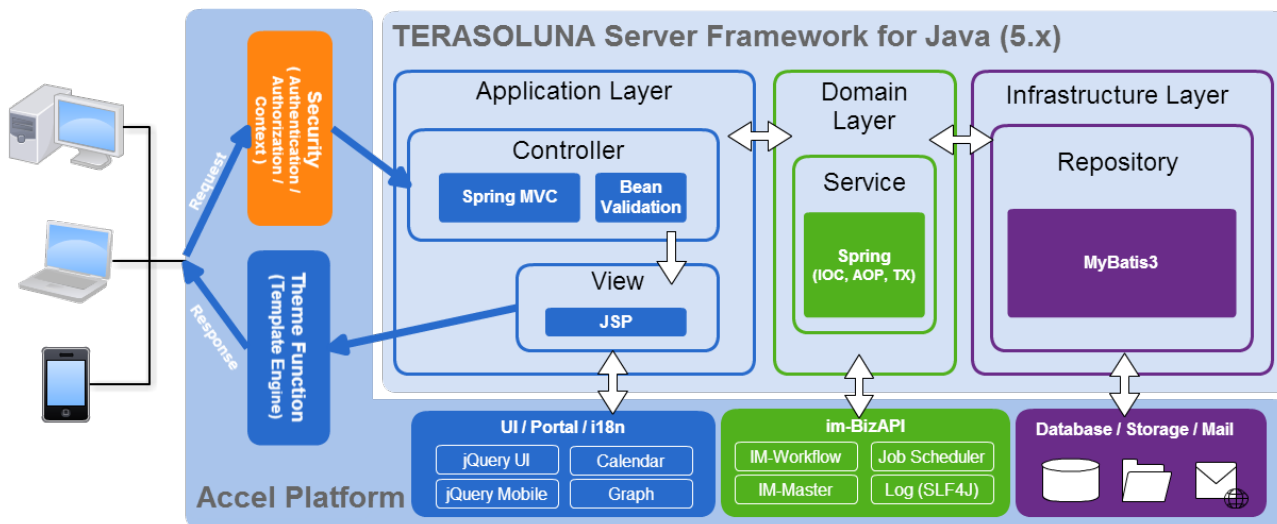 TERASOLUNA Server Framework for Java (5.x)
Security
( Authentication /
Authorization /
Context )
Request
Response
Theme Function
(Template Engine)
Application Layer
Controller
Spring MVC
Bean
Validation
View
JSP
Domain
Layer
Service
Spring
(IOC, AOP, TX)
Infrastructure Layer
Repository
MyBatis3
UI / Portal / i18n
jQuery UI
Calendar
jQuery Mobile
Graph
im-BizAPI
IM-Workflow
Job Scheduler
IM-Master
Log (SLF4J)
Database / Storage / Mail
Accel Platform